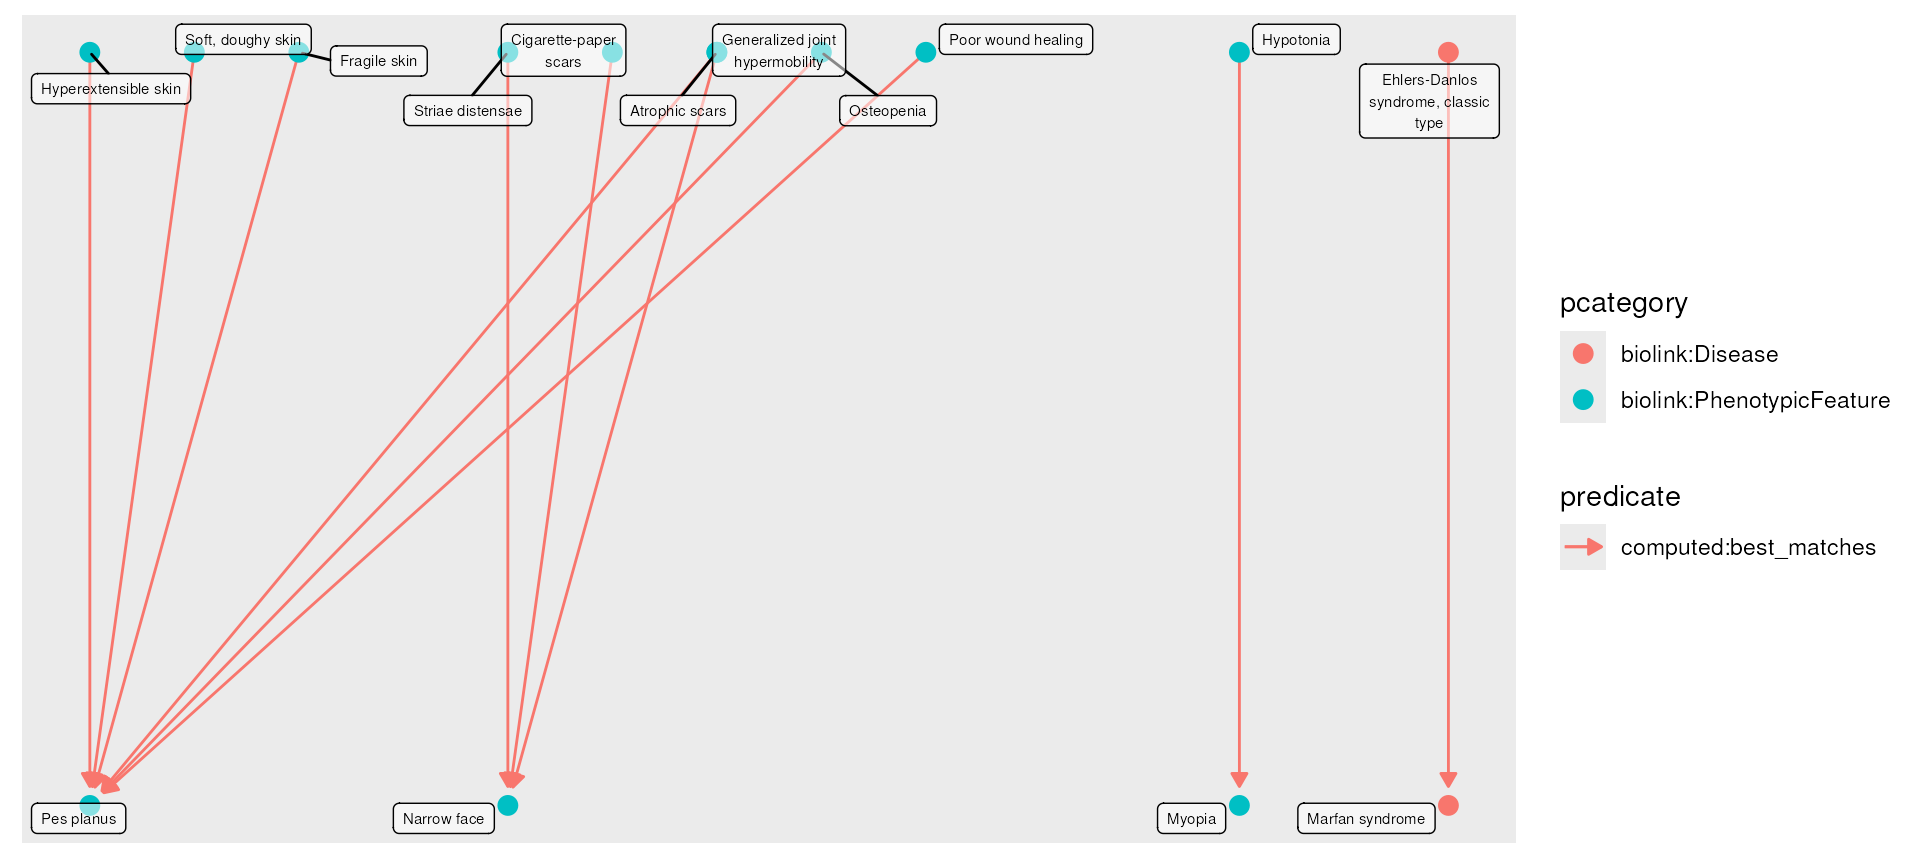 Soft, doughy skin
Cigarette-paper
scars
Generalized joint
hypermobility
Poor wound healing
Hypotonia
Fragile skin
Hyperextensible skin
Striae distensae
Atrophic scars
Osteopenia
Ehlers-Danlos
syndrome, classic
type
Pes planus
Narrow face
Myopia
Marfan syndrome
pcategory
biolink:Disease
biolink:PhenotypicFeature
predicate
computed:best_matches